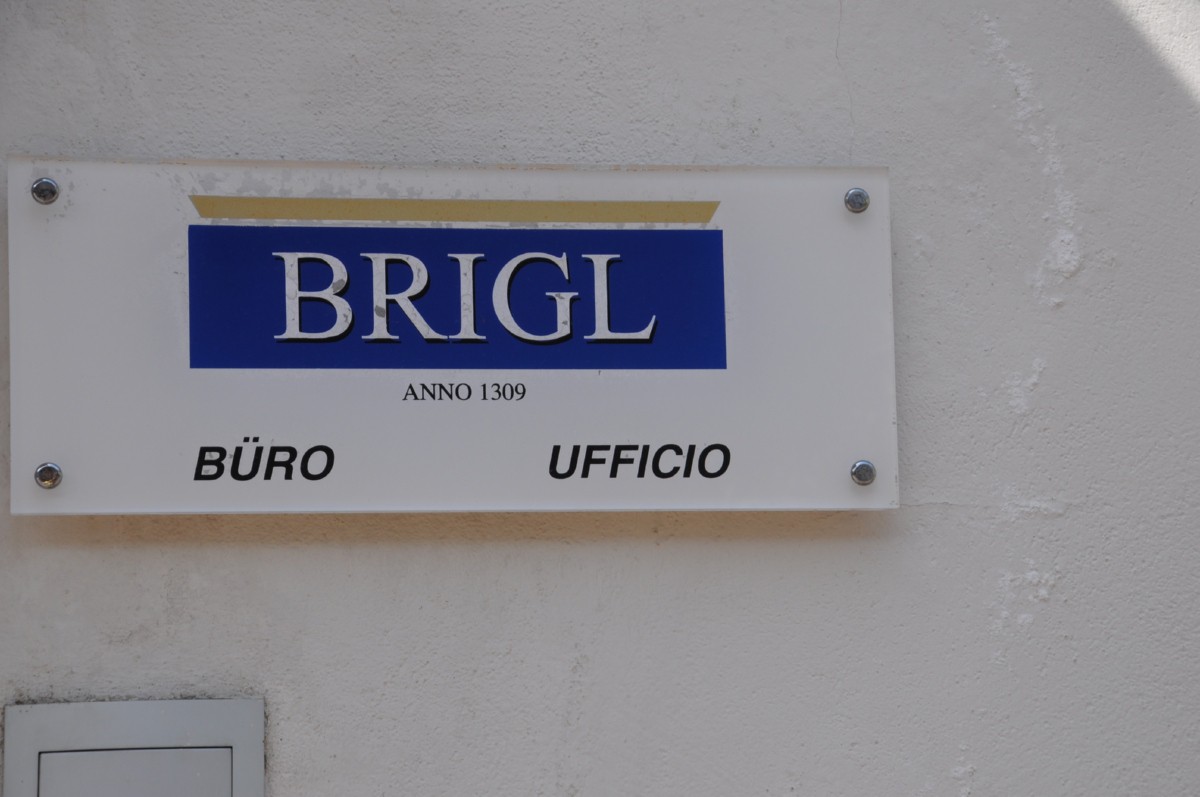 BRIGL
ANNO 1309
BÜRO UFFICIO